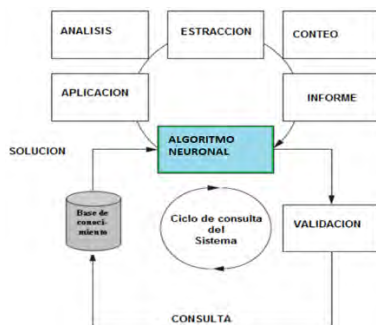 ANALISIS
ESTRACCION
CONTEO
APLICACION
INFORME
ALGORITMO
NEURONAL
SOLUCION
Base de
conoci-
miento
Ciclo de consulta
del
Sistema
VALIDACION
CONSULTA